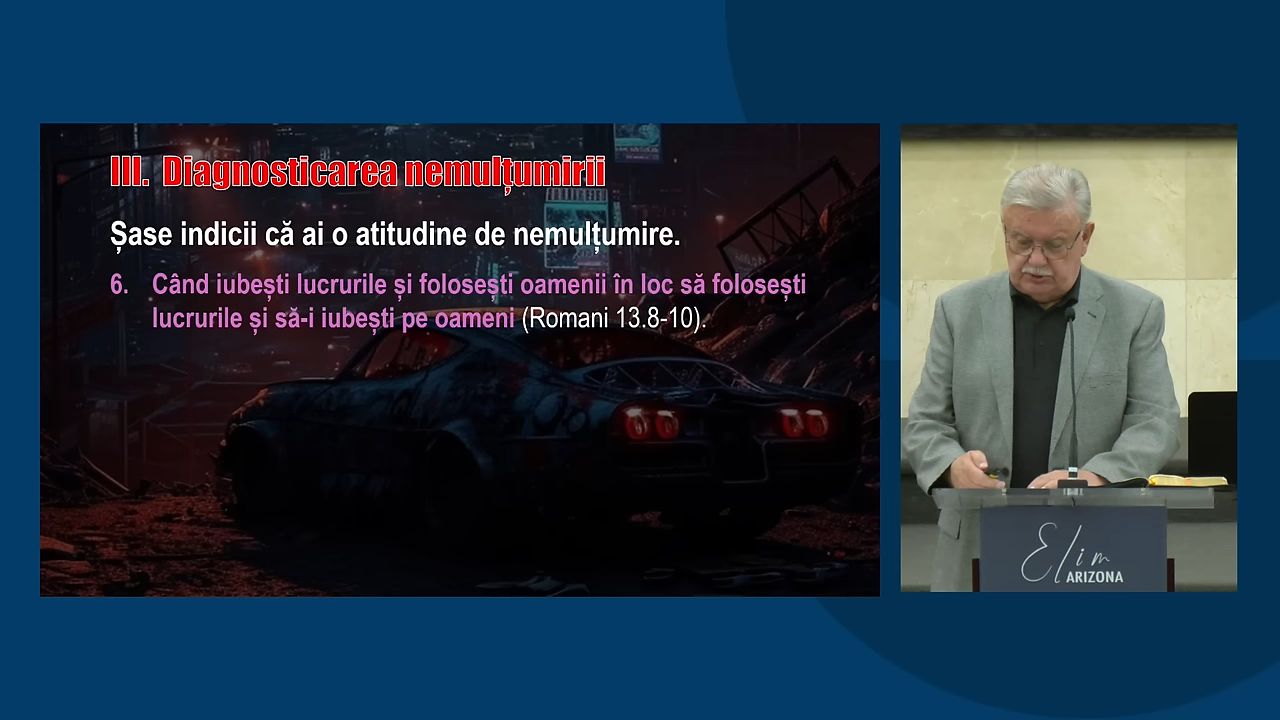 III. Diagnosticarea nemulțumirii
Șase indicii că ai o atitudine de nemulțumire.
6. Când iubești lucrurile și folosești oamenii în loc să folosești
lucrurile și să-i iubești pe oameni (Romani 13.8-10).
Elim
ARIZONA